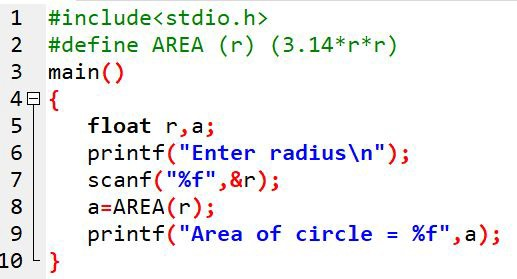 1 #include<stdio.h>
2 #define AREA (r) (3.14*r*r)
3 main()
4 {
5 float r,a;
6 printf("Enter radius\n");
7 scanf("%f",&r);
8 a=AREA(r);
9 printf("Area of circle = %f",a);
10 }